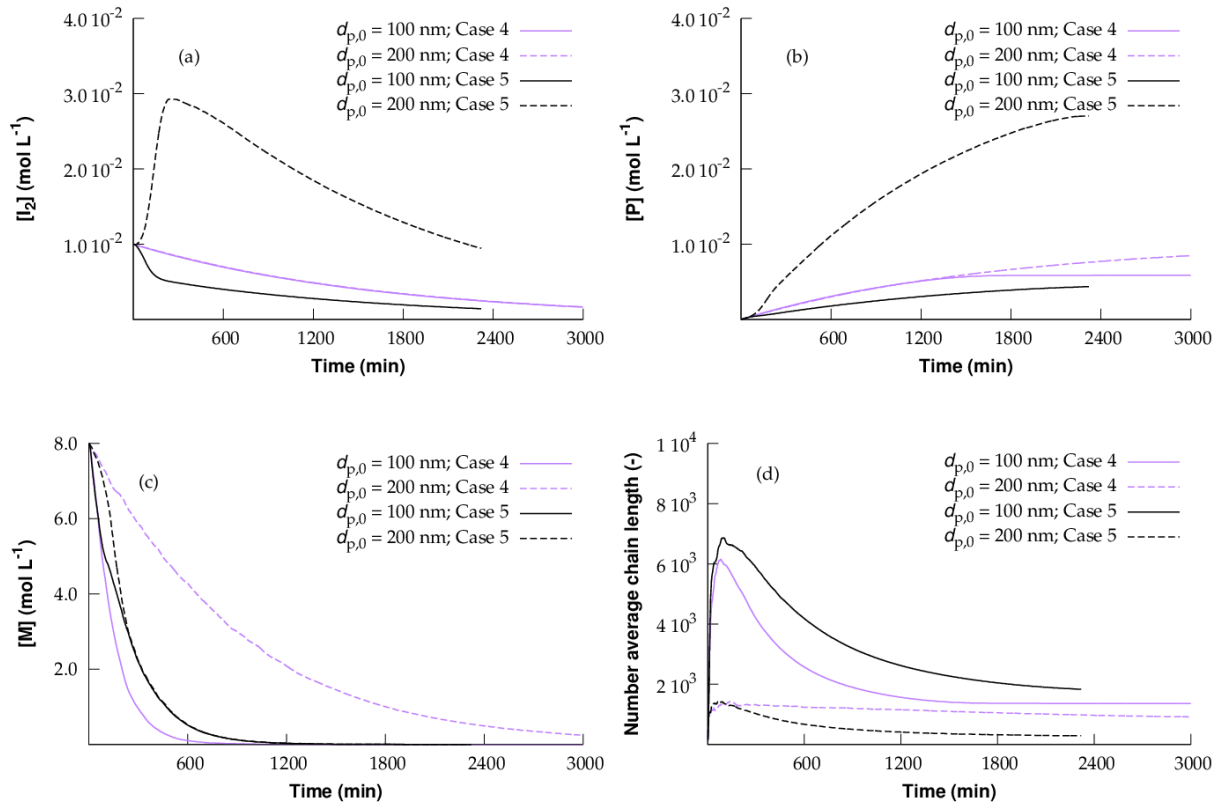 4.0 10⁻²
3.0 10⁻²
2.0 10⁻²
1.0 10⁻²
[I₂] (mol L⁻¹)
(a)
dp,0 = 100 nm; Case 4
dp,0 = 200 nm; Case 4
dp,0 = 100 nm; Case 5
dp,0 = 200 nm; Case 5
600 1200 1800 2400 3000
Time (min)
4.0 10⁻²
3.0 10⁻²
2.0 10⁻²
1.0 10⁻²
[P] (mol L⁻¹)
(b)
dp,0 = 100 nm; Case 4
dp,0 = 200 nm; Case 4
dp,0 = 100 nm; Case 5
dp,0 = 200 nm; Case 5
600 1200 1800 2400 3000
Time (min)
8.0
6.0
4.0
2.0
[M] (mol L⁻¹)
(c)
dp,0 = 100 nm; Case 4
dp,0 = 200 nm; Case 4
dp,0 = 100 nm; Case 5
dp,0 = 200 nm; Case 5
600 1200 1800 2400 3000
Time (min)
1 10⁴
8 10³
6 10³
4 10³
2 10³
Number average chain length (-)
(d)
dp,0 = 100 nm; Case 4
dp,0 = 200 nm; Case 4
dp,0 = 100 nm; Case 5
dp,0 = 200 nm; Case 5
600 1200 1800 2400 3000
Time (min)